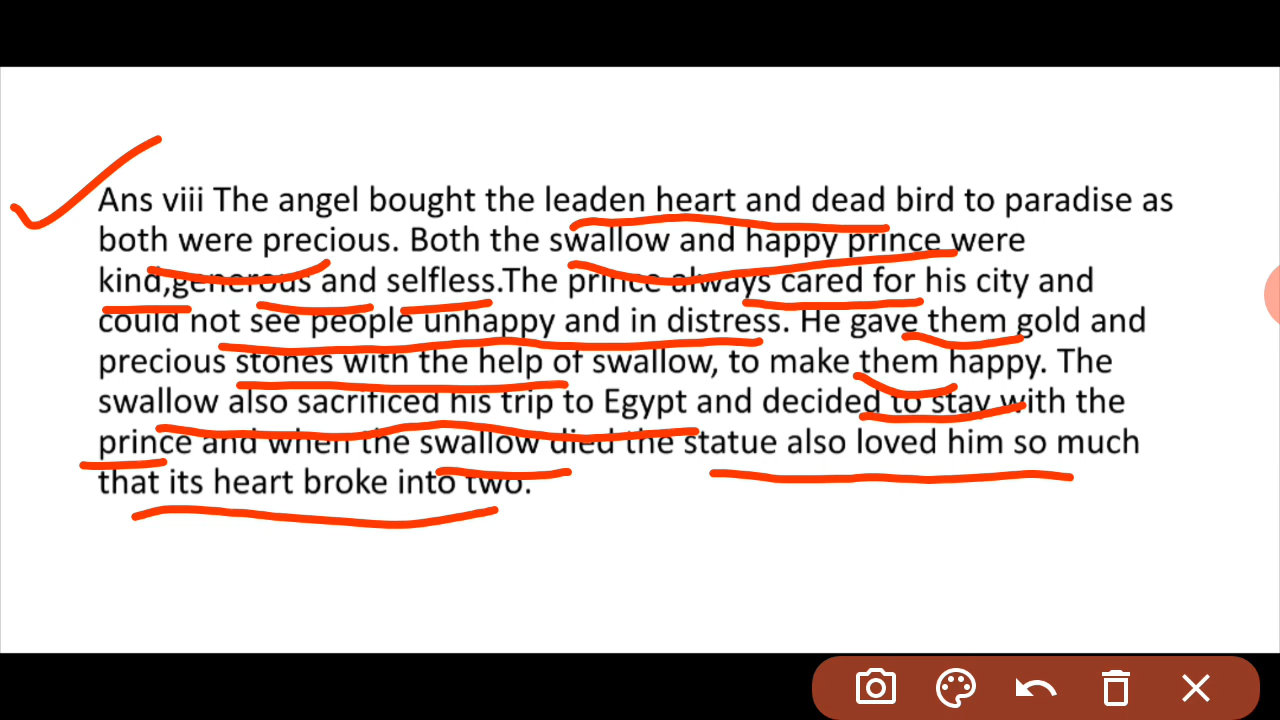 Ans viii The angel bought the leaden heart and dead bird to paradise as
both were precious. Both the swallow and happy prince were
kind,generous and selfless.The prince always cared for his city and
could not see people unhappy and in distress. He gave them gold and
precious stones with the help of swallow, to make them happy. The
swallow also sacrificed his trip to Egypt and decided to stay with the
prince and when the swallow died the statue also loved him so much
that its heart broke into two.